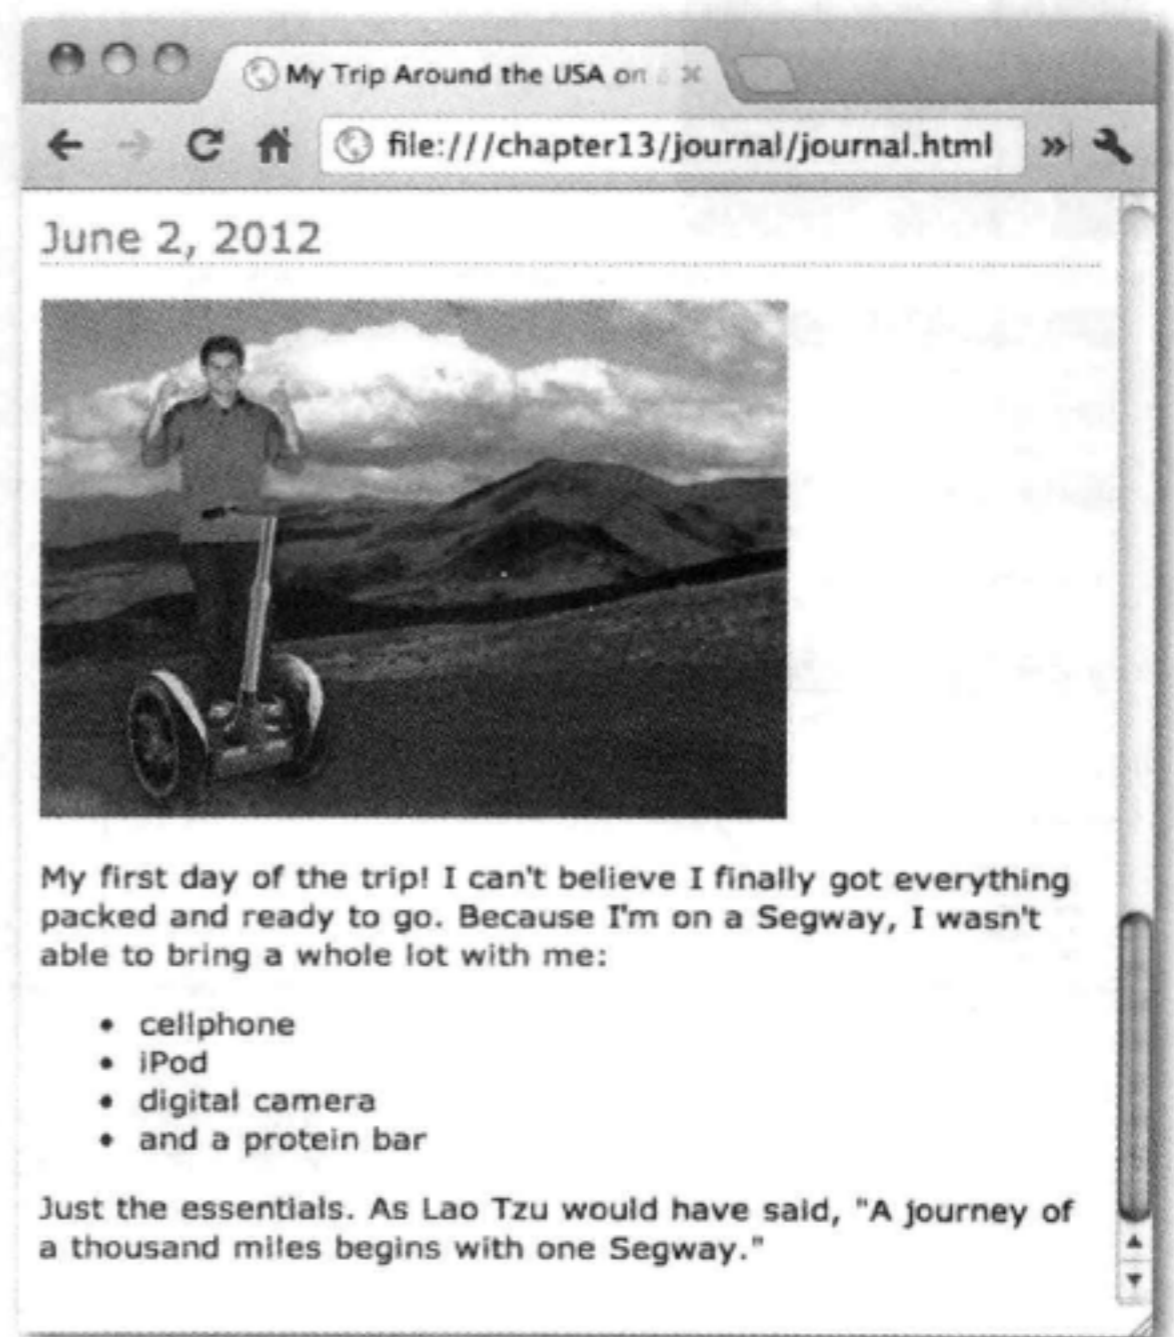 My Trip Around the USA on a
file:///chapter13/journal/journal.html
June 2, 2012
My first day of the trip! I can't believe I finally got everything
packed and ready to go. Because I'm on a Segway, I wasn't
able to bring a whole lot with me:
• cellphone
• iPod
• digital camera
• and a protein bar
Just the essentials. As Lao Tzu would have said, "A journey of
a thousand miles begins with one Segway."